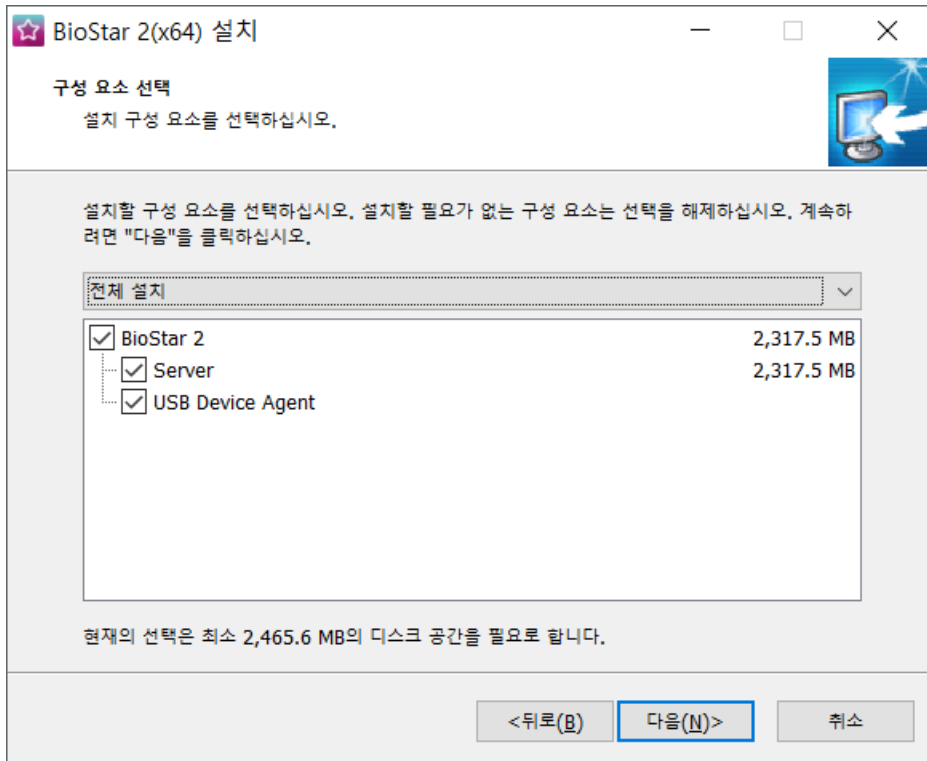 BioStar 2(x64) 설치
구성 요소 선택
설치 구성 요소를 선택하십시오.
설치할 구성 요소를 선택하십시오. 설치할 필요가 없는 구성 요소는 선택을 해제하십시오. 계속하
려면 "다음"을 클릭하십시오.
전체 설치
BioStar 2 2,317.5 MB
Server 2,317.5 MB
USB Device Agent
현재의 선택은 최소 2,465.6 MB의 디스크 공간을 필요로 합니다.
<뒤로(B) 다음(N)> 취소